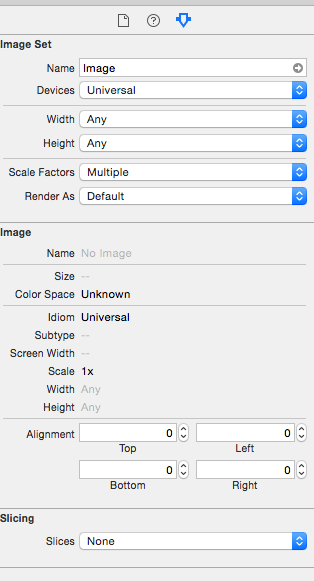 Image Set
Name Image
Devices Universal
Width Any
Height Any
Scale Factors Multiple
Render As Default
Image
Name No Image
Size --
Color Space Unknown
Idiom Universal
Subtype --
Screen Width --
Scale 1x
Width Any
Height Any
Alignment 0 0
Top Left
0 0
Bottom Right
Slicing
Slices None